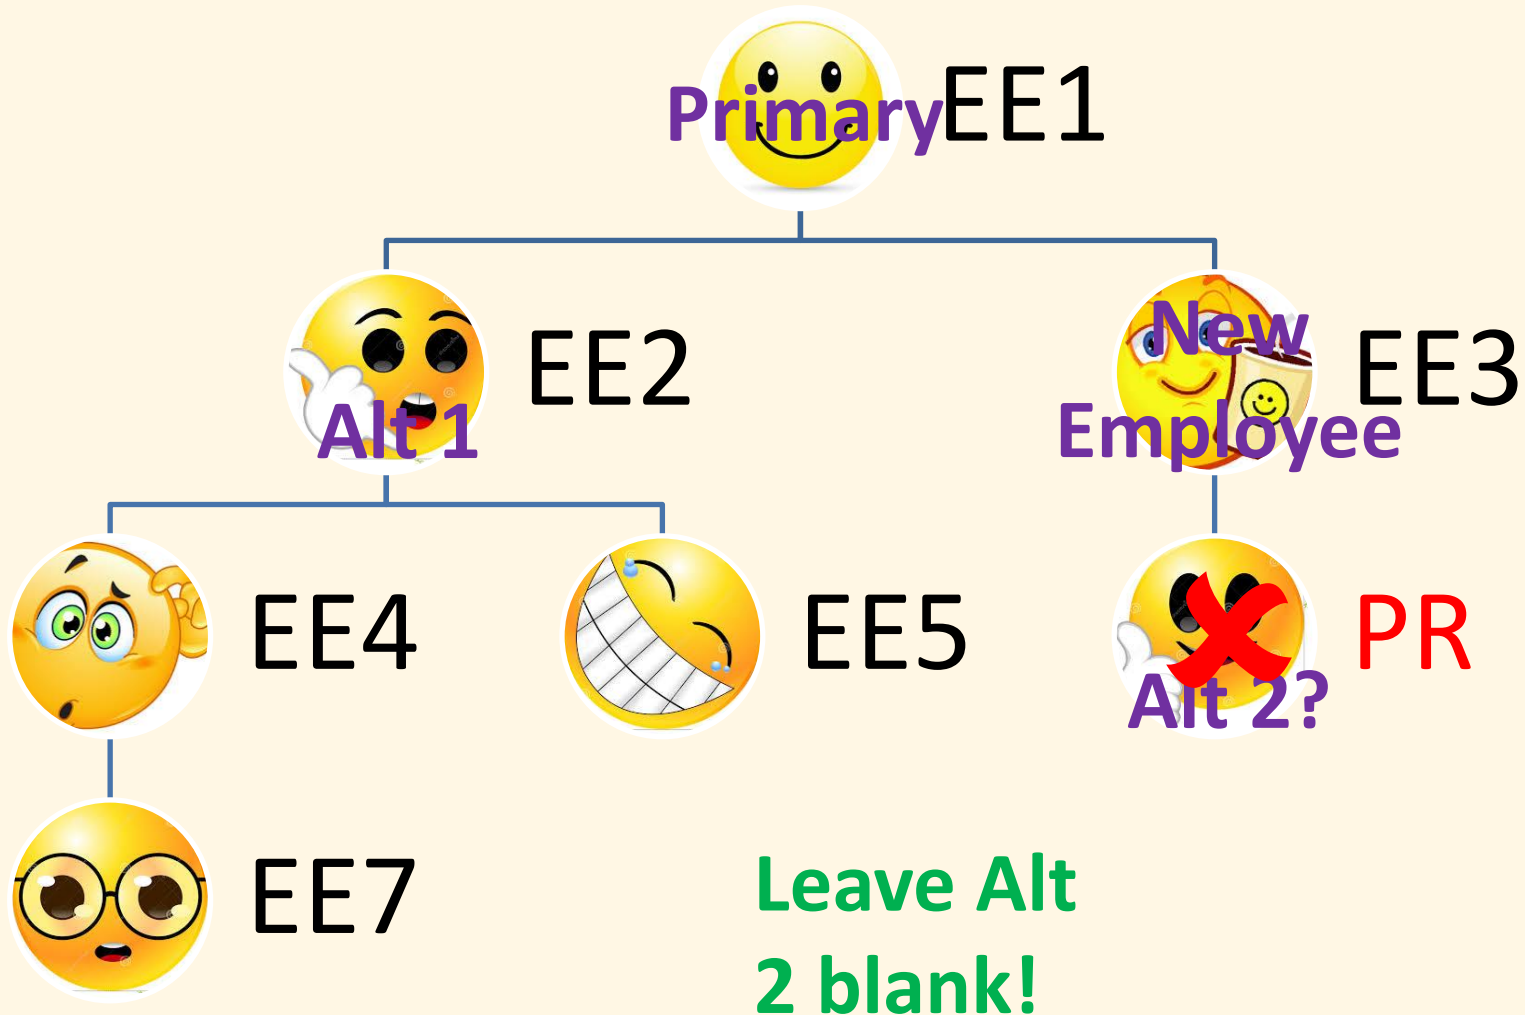 Primary EE1
Alt 1
EE2
New
Employee
EE3
EE4
EE5
Alt 2?
PR
EE7
Leave Alt
2 blank!